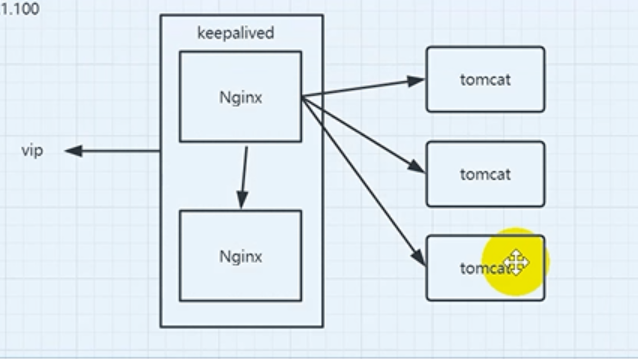 1.100
keepalived
Nginx
tomcat
vip
tomcat
Nginx
tomcat